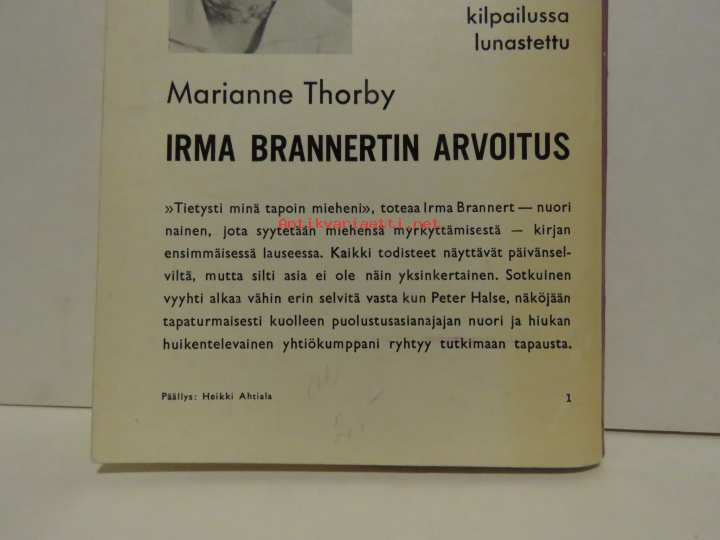 kilpailussa
lunastettu
Marianne Thorby
IRMA BRANNERTIN ARVOITUS
»Tietysti minä tapoin mieheni», toteaa Irma Brannert — nuori
Antikvariaatti.net
nainen, jota syytetään miehensä myrkyttämisestä — kirjan
ensimmäisessä lauseessa. Kaikki todisteet näyttävät päivänsel-
viltä, mutta silti asia ei ole näin yksinkertainen. Sotkuinen
vyyhti alkaa vähin erin selvitä vasta kun Peter Halse, näköjään
tapaturmaisesti kuolleen puolustusasianajajan nuori ja hiukan
huikentelevainen yhtiökumppani ryhtyy tutkimaan tapausta.
Päällys: Heikki Ahtiala
1